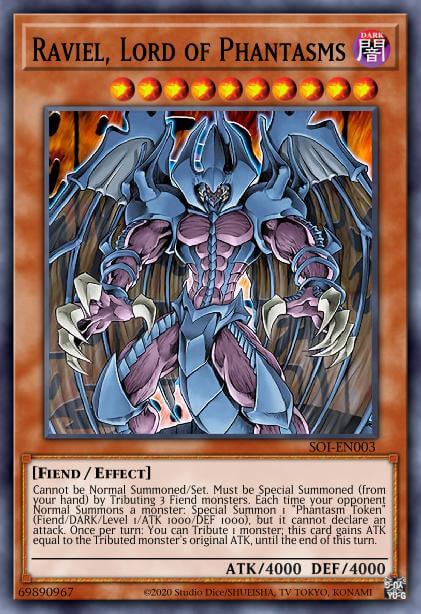 RAVIEL, LORD OF PHANTASMS
DARK
闇
SOI-EN003
[FIEND / EFFECT]
Cannot be Normal Summoned/Set. Must be Special Summoned (from
your hand) by Tributing 3 Fiend monsters. Each time your opponent
Normal Summons a monster: Special Summon 1 "Phantasm Token"
(Fiend/DARK/Level 1/ATK 1000/DEF 1000), but it cannot declare an
attack. Once per turn: You can Tribute 1 monster; this card gains ATK
equal to the Tributed monster's original ATK, until the end of this turn.
ATK/4000 DEF/4000
69890967
©2020 Studio Dice/SHUEISHA, TV TOKYO, KONAMI